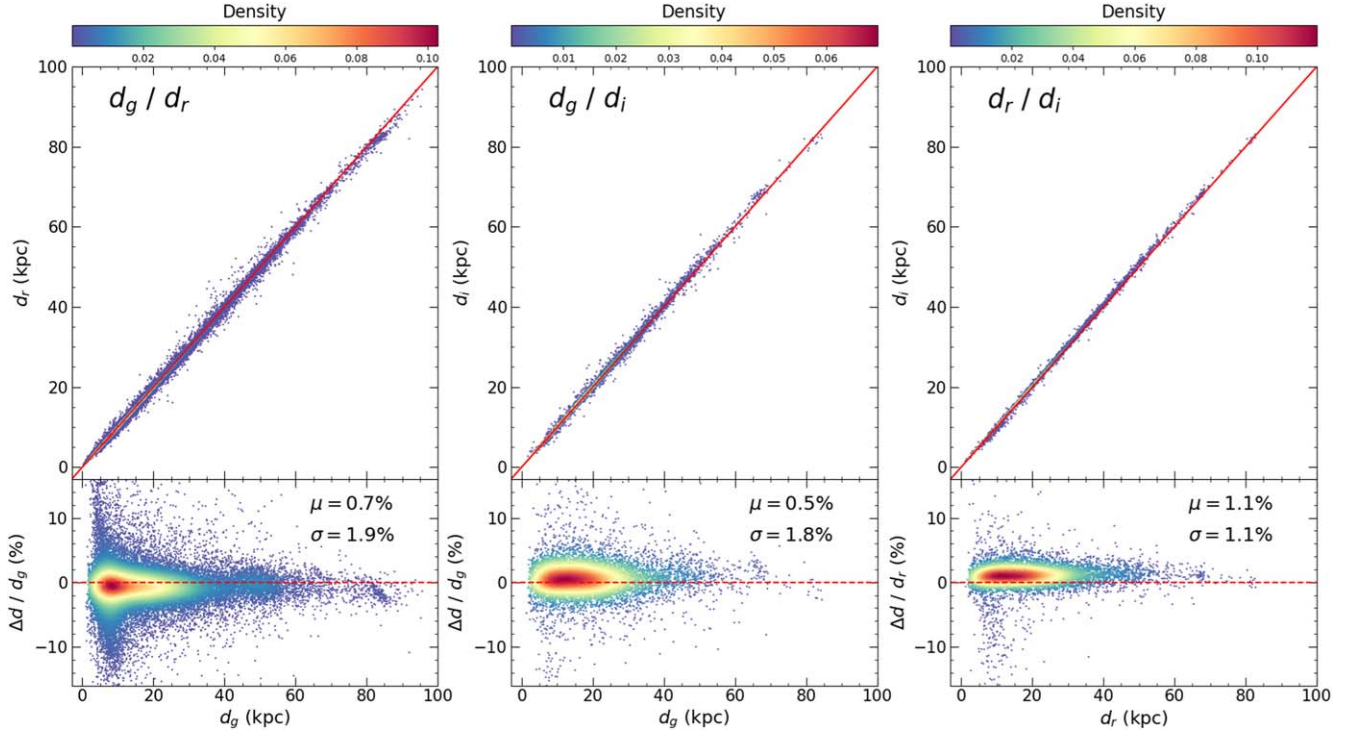 Density
0.02 0.04 0.06 0.08 0.10
100
80
60
40
20
0
d_r (kpc)
d_g / d_r
10
0
−10
Δd / d_g (%)
μ = 0.7%
σ = 1.9%
0 20 40 60 80 100
d_g (kpc)
Density
0.01 0.02 0.03 0.04 0.05 0.06
100
80
60
40
20
0
d_i (kpc)
d_g / d_i
10
0
−10
Δd / d_g (%)
μ = 0.5%
σ = 1.8%
0 20 40 60 80 100
d_g (kpc)
Density
0.02 0.04 0.06 0.08 0.10
100
80
60
40
20
0
d_i (kpc)
d_r / d_i
10
0
−10
Δd / d_r (%)
μ = 1.1%
σ = 1.1%
0 20 40 60 80 100
d_r (kpc)